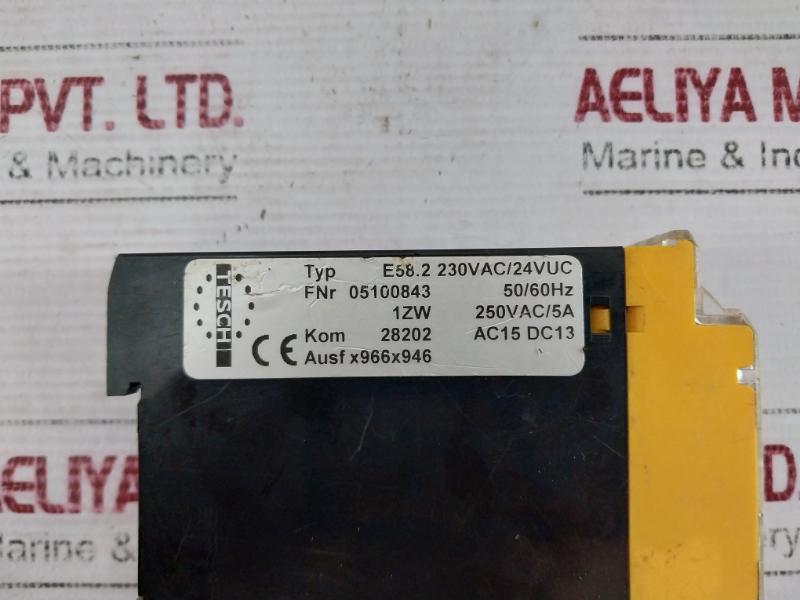 PVT. LTD.
& Machinery
AELIYA M
Marine & Ind
TESCH
Typ E58.2 230VAC/24VUC
FNr 05100843 50/60Hz
1ZW 250VAC/5A
Kom 28202 AC15 DC13
CE Ausf x966x946
AELIYA
Marine &
D.